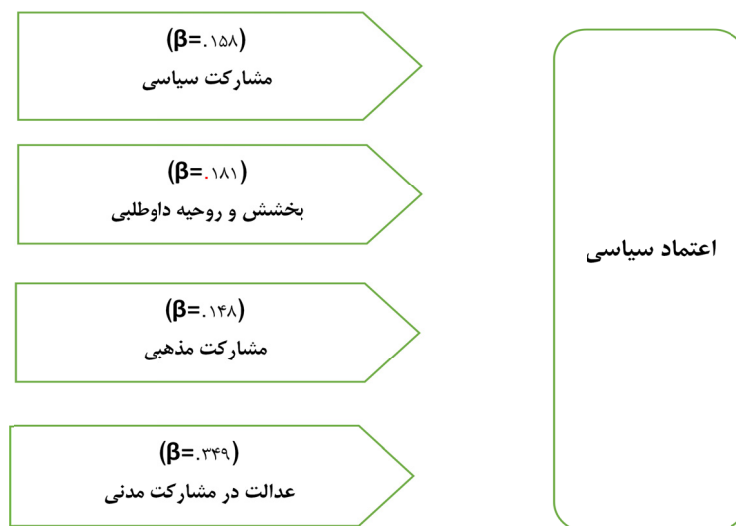 (β=.۱۵۸)
مشارکت سیاسی
(β=.۱۸۱)
بخشش و روحیه داوطلبی
(β=.۱۴۸)
مشارکت مذهبی
(β=.۳۴۹)
عدالت در مشارکت مدنی
اعتماد سیاسی